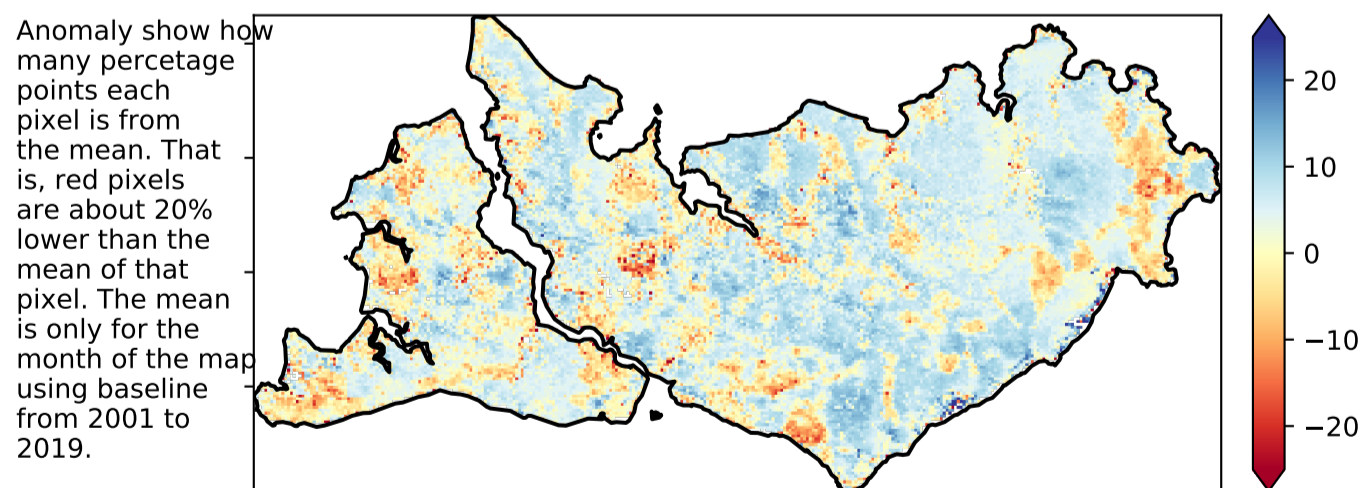 Anomaly show how
many percetage
points each
pixel is from
the mean. That
is, red pixels
are about 20%
lower than the
mean of that
pixel. The mean
is only for the
month of the map
using baseline
from 2001 to
2019.
20
10
0
−10
−20